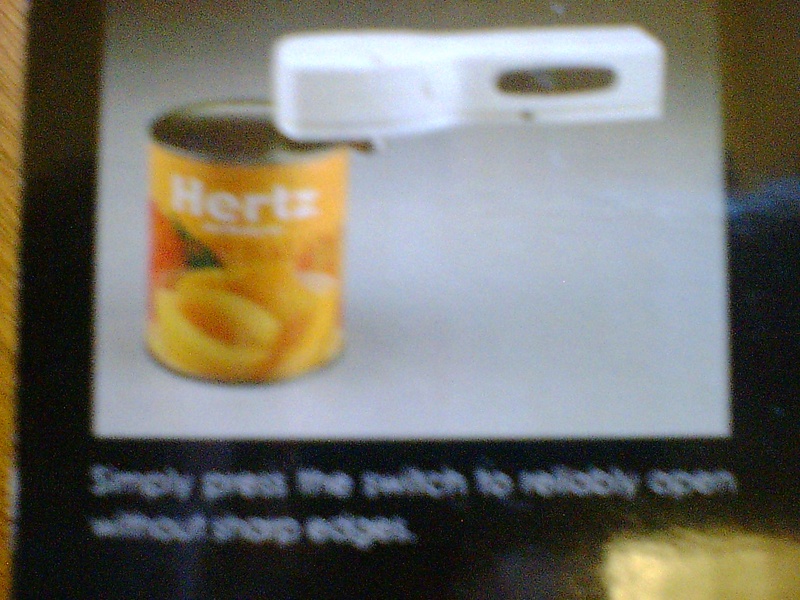 Hertz
Simply press the switch to reliably open
without sharp edges.